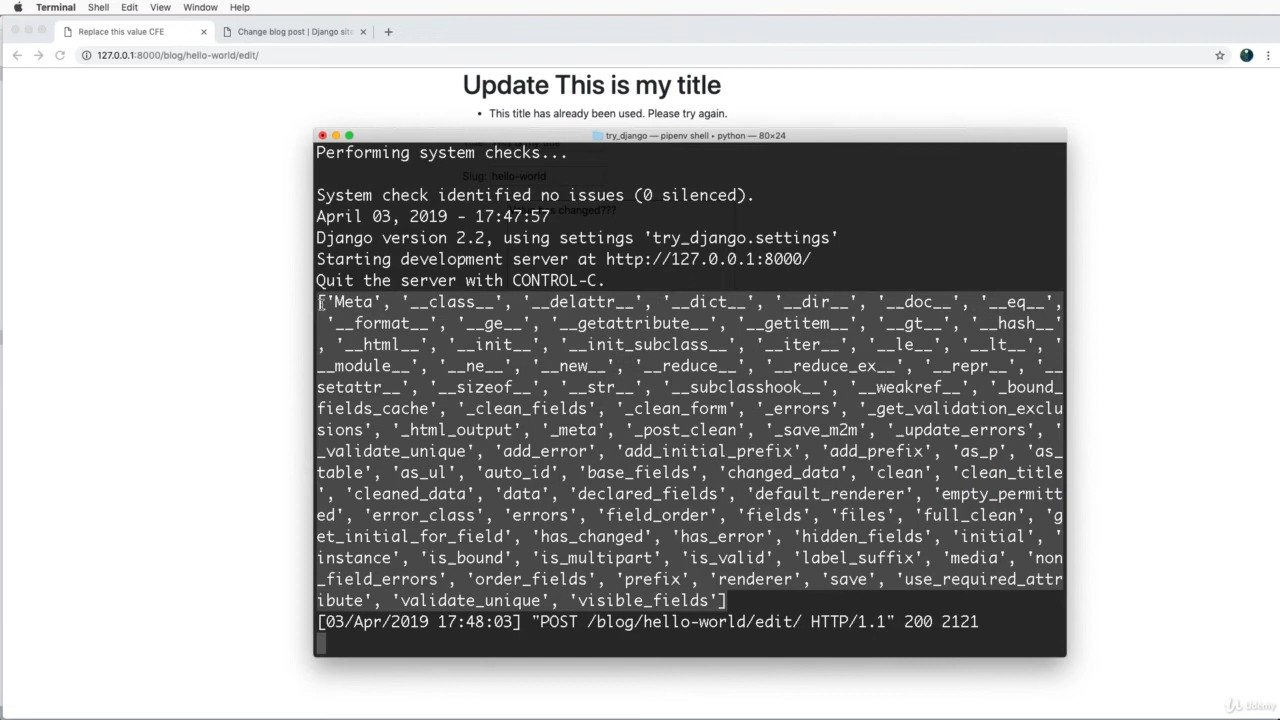 Terminal Shell Edit View Window Help
Replace this value CFE
Change blog post | Django site
127.0.0.1:8000/blog/hello-world/edit/
Update This is my title
This title has already been used. Please try again.
try_django — pipenv shell • python — 80×24
Performing system checks...
Slug: hello-world
System check identified no issues (0 silenced).
changed???
April 03, 2019 - 17:47:57
Django version 2.2, using settings 'try_django.settings'
Starting development server at http://127.0.0.1:8000/
Quit the server with CONTROL-C.
['Meta', '__class__', '__delattr__', '__dict__', '__dir__', '__doc__', '__eq__',
'__format__', '__ge__', '__getattribute__', '__getitem__', '__gt__', '__hash__'
, '__html__', '__init__', '__init_subclass__', '__iter__', '__le__', '__lt__', '
__module__', '__ne__', '__new__', '__reduce__', '__reduce_ex__', '__repr__', '__
setattr__', '__sizeof__', '__str__', '__subclasshook__', '__weakref__', '_bound_
fields_cache', '_clean_fields', '_clean_form', '_errors', '_get_validation_exclu
sions', '_html_output', '_meta', '_post_clean', '_save_m2m', '_update_errors', '
_validate_unique', 'add_error', 'add_initial_prefix', 'add_prefix', 'as_p', 'as_
table', 'as_ul', 'auto_id', 'base_fields', 'changed_data', 'clean', 'clean_title
', 'cleaned_data', 'data', 'declared_fields', 'default_renderer', 'empty_permitt
ed', 'error_class', 'errors', 'field_order', 'fields', 'files', 'full_clean', 'g
et_initial_for_field', 'has_changed', 'has_error', 'hidden_fields', 'initial', '
instance', 'is_bound', 'is_multipart', 'is_valid', 'label_suffix', 'media', 'non
_field_errors', 'order_fields', 'prefix', 'renderer', 'save', 'use_required_attr
ibute', 'validate_unique', 'visible_fields']
[03/Apr/2019 17:48:03] "POST /blog/hello-world/edit/ HTTP/1.1" 200 2121
Udemy